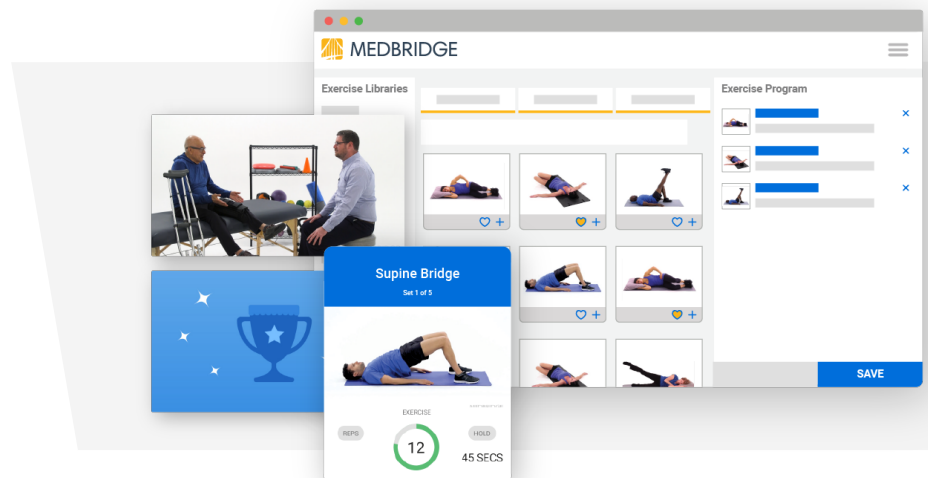 MEDBRIDGE
Exercise Libraries
Exercise Program
Supine Bridge
Set 1 of 5
EXERCISE
REPS
HOLD
12
45 SECS
SAVE